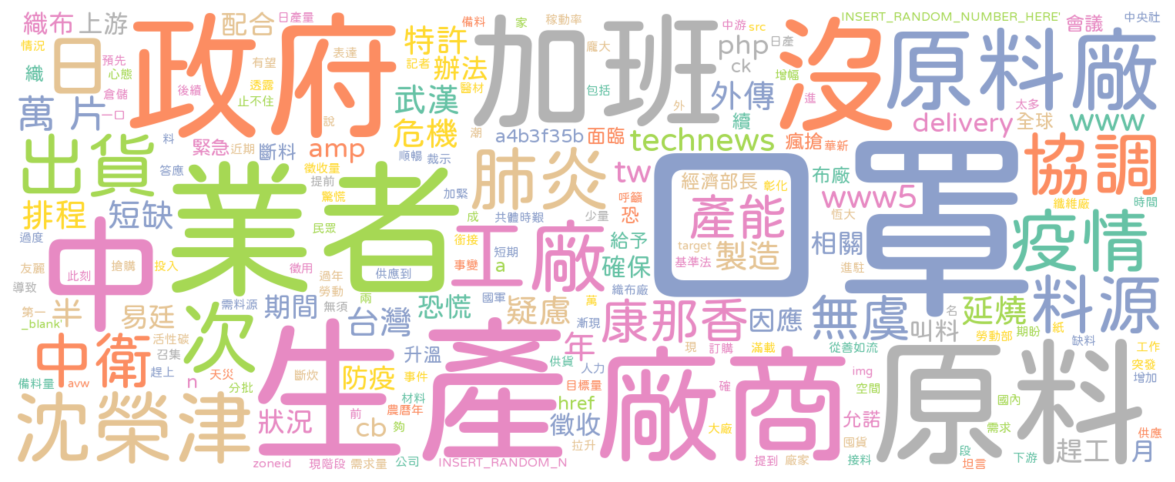 織布 上游 配合 日產量 備料 家 稼動率 中游 src INSERT_RANDOM_NUMBER_HERE' 會議 中央社
情況 預先 有望 表達 特許 龐大 php 日產
日 政府 加班 沒 原料廠
織 心態 透露 記者 辦法 ck 增幅 太多 全球
萬 片 倉儲 後續 止不住 武漢 醫材 包括 外傳 進 delivery www
一口 說 危機 潮 外 a4b3f35b 面臨 續 瘋搶 華新
出貨 料 緊急 近期 斷料 amp 順暢 裁示 technews 協調
答應 徵收量 肺炎 tw 經濟部長 彰化 布廠 纖維廠
業者 口罩
排程 短缺 提前 驚慌 加緊 呼籲 產能 www5 恆大 時間
中 民眾 成 共體時艱 少量 恐 疫情
過度 銜接 工廠 給予 target 製造 相關
友麗 此刻 搶購 投入 徵用 供應到 事變 短期 a 確保 基準法 進駐
導致 過年 國軍 織布廠 料源
第一 半 易廷 次 需料源 勞動 兩 恐慌 疑慮 萬 康那香 因應 無虞 延燒 名
_blank' 期間 無須 台灣 漸現 叫料 期盼 紙
活性碳 年 現 訂購 滿載 從善如流 勞動部 缺料
中衛 召集 升溫 供貨 人力 工作
備料量 avw 趕上 n 天災 分批 斷炊 防疫 事件 目標量 確 img 空間 突發
生產 廠商 原料
沈榮津 狀況 前 農曆年 材料 href 增加
夠 cb 徵收 大廠 允諾 國內
拉升 囤貨 需求 趕工 供應
zoneid 現階段 需求量 公司 INSERT_RANDOM_N 提到 廠家 接料 段 坦言 下游 月